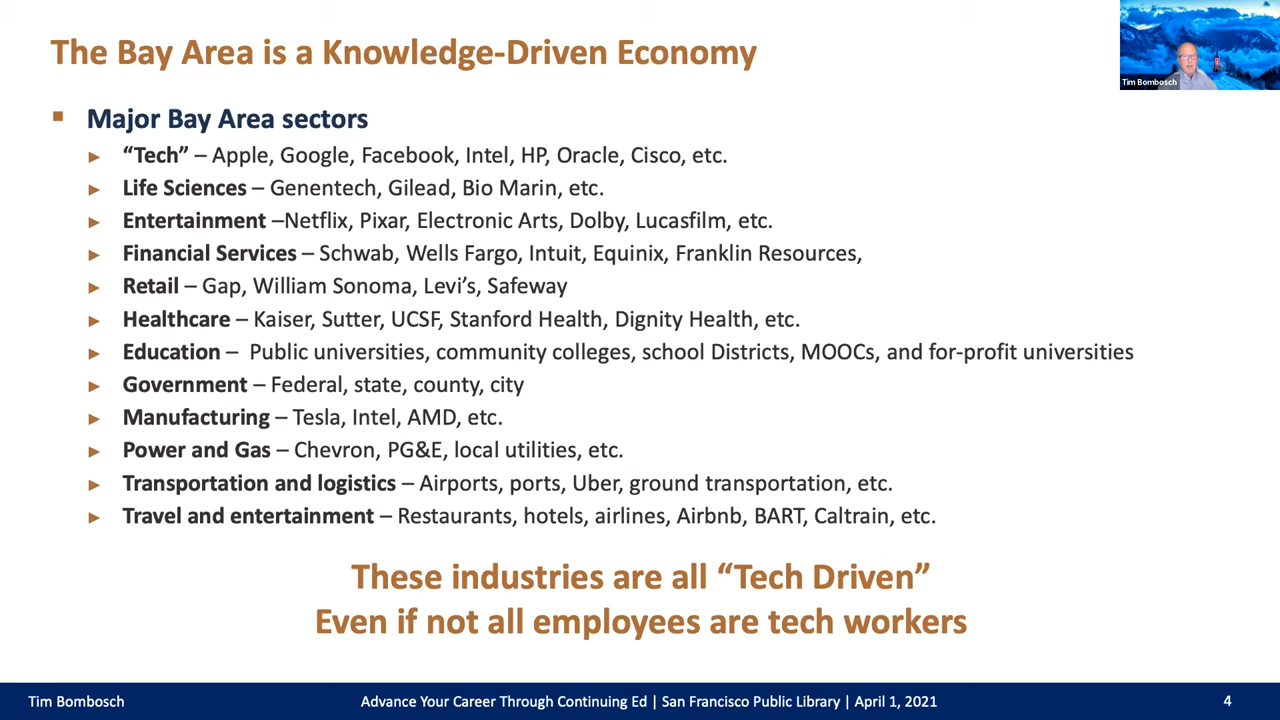 The Bay Area is a Knowledge-Driven Economy
Tim Bombosch
Major Bay Area sectors
“Tech” – Apple, Google, Facebook, Intel, HP, Oracle, Cisco, etc.
Life Sciences – Genentech, Gilead, Bio Marin, etc.
Entertainment –Netflix, Pixar, Electronic Arts, Dolby, Lucasfilm, etc.
Financial Services – Schwab, Wells Fargo, Intuit, Equinix, Franklin Resources,
Retail – Gap, William Sonoma, Levi’s, Safeway
Healthcare – Kaiser, Sutter, UCSF, Stanford Health, Dignity Health, etc.
Education – Public universities, community colleges, school Districts, MOOCs, and for-profit universities
Government – Federal, state, county, city
Manufacturing – Tesla, Intel, AMD, etc.
Power and Gas – Chevron, PG&E, local utilities, etc.
Transportation and logistics – Airports, ports, Uber, ground transportation, etc.
Travel and entertainment – Restaurants, hotels, airlines, Airbnb, BART, Caltrain, etc.
These industries are all “Tech Driven”
Even if not all employees are tech workers
Tim Bombosch
Advance Your Career Through Continuing Ed | San Francisco Public Library | April 1, 2021
4